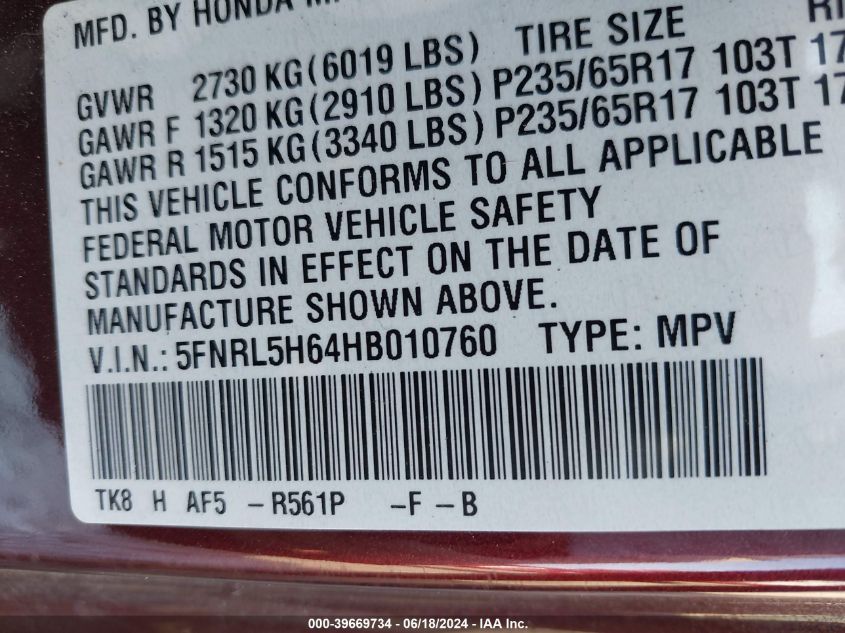 MFD. BY HONDA
GVWR 2730 KG (6019 LBS) TIRE SIZE
GAWR F 1320 KG (2910 LBS) P235/65R17 103T
GAWR R 1515 KG (3340 LBS) P235/65R17 103T
THIS VEHICLE CONFORMS TO ALL APPLICABLE
FEDERAL MOTOR VEHICLE SAFETY
STANDARDS IN EFFECT ON THE DATE OF
MANUFACTURE SHOWN ABOVE.
V.I.N.: 5FNRL5H64HB010760 TYPE: MPV
TK8 H AF5 - R561P - F - B
000-39669734 - 06/18/2024 - IAA Inc.